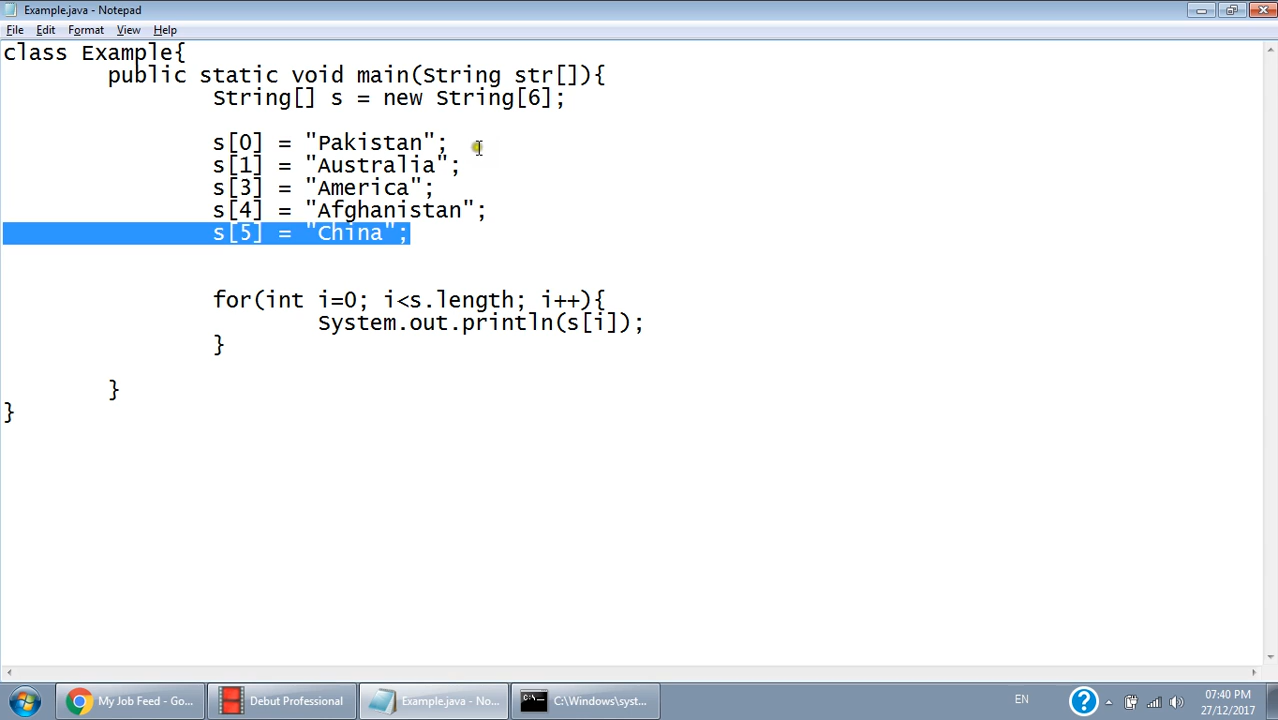 Example.java - Notepad
File Edit Format View Help
class Example{
public static void main(String str[]){
String[] s = new String[6];
s[0] = "Pakistan";
s[1] = "Australia";
s[3] = "America";
s[4] = "Afghanistan";
s[5] = "China";
for(int i=0; i<s.length; i++){
System.out.println(s[i]);
}
}
}
My Job Feed - Go... Debut Professional Example.java - No... C:\Windows\syst... EN 07:40 PM
27/12/2017